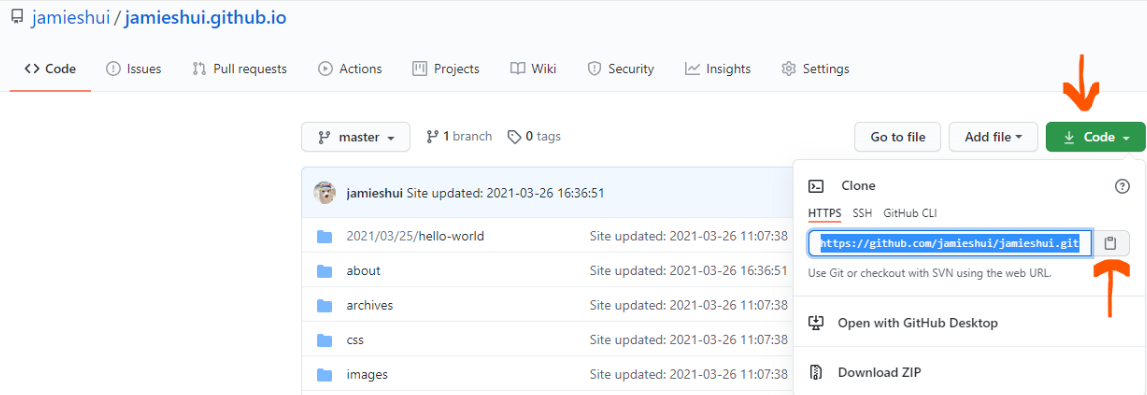 jamieshui / jamieshui.github.io
Code Issues Pull requests Actions Projects Wiki Security Insights Settings
master 1 branch 0 tags Go to file Add file Code
jamieshui Site updated: 2021-03-26 16:36:51
2021/03/25/hello-world Site updated: 2021-03-26 11:07:38
about Site updated: 2021-03-26 16:36:51
archives Site updated: 2021-03-26 11:07:38
css Site updated: 2021-03-26 11:07:38
images Site updated: 2021-03-26 11:07:38
Clone
HTTPS SSH GitHub CLI
https://github.com/jamieshui/jamieshui.git
Use Git or checkout with SVN using the web URL.
Open with GitHub Desktop
Download ZIP